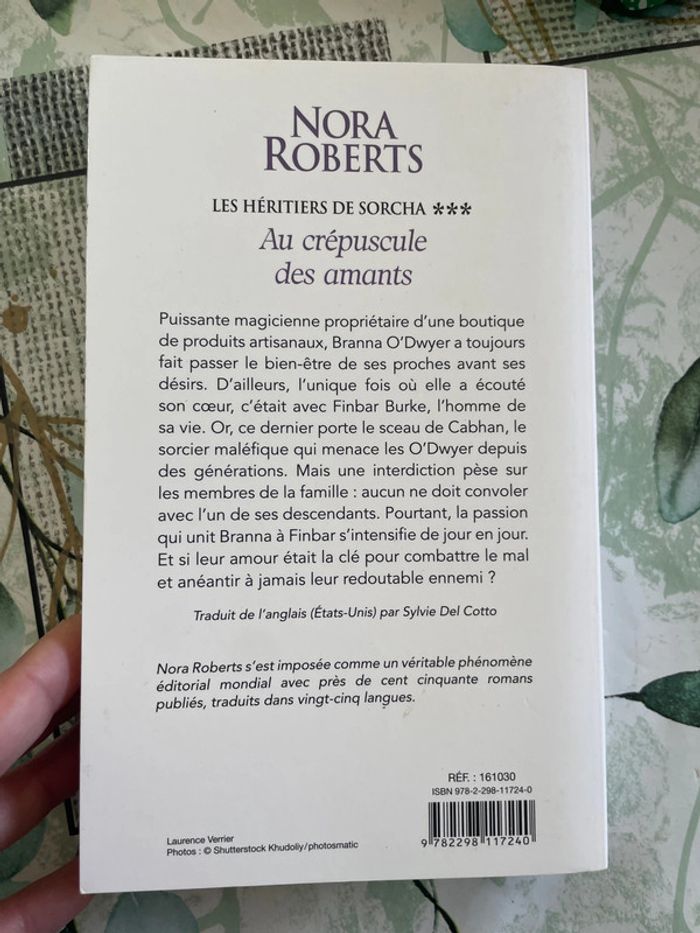 NORA
ROBERTS
LES HÉRITIERS DE SORCHA ***
Au crépuscule
des amants
Puissante magicienne propriétaire d'une boutique
de produits artisanaux, Branna O'Dwyer a toujours
fait passer le bien-être de ses proches avant ses
désirs. D'ailleurs, l'unique fois où elle a écouté
son cœur, c'était avec Finbar Burke, l'homme de
sa vie. Or, ce dernier porte le sceau de Cabhan, le
sorcier maléfique qui menace les O'Dwyer depuis
des générations. Mais une interdiction pèse sur
les membres de la famille : aucun ne doit convoler
avec l'un de ses descendants. Pourtant, la passion
qui unit Branna à Finbar s'intensifie de jour en jour.
Et si leur amour était la clé pour combattre le mal
et anéantir à jamais leur redoutable ennemi ?
Traduit de l'anglais (États-Unis) par Sylvie Del Cotto
Nora Roberts s'est imposée comme un véritable phénomène
éditorial mondial avec près de cent cinquante romans
publiés, traduits dans vingt-cinq langues.
RÉF. : 161030
ISBN 978-2-298-11724-0
9 782298 117240
Laurence Verrier
Photos : © Shutterstock Khudoliy/photosmatic